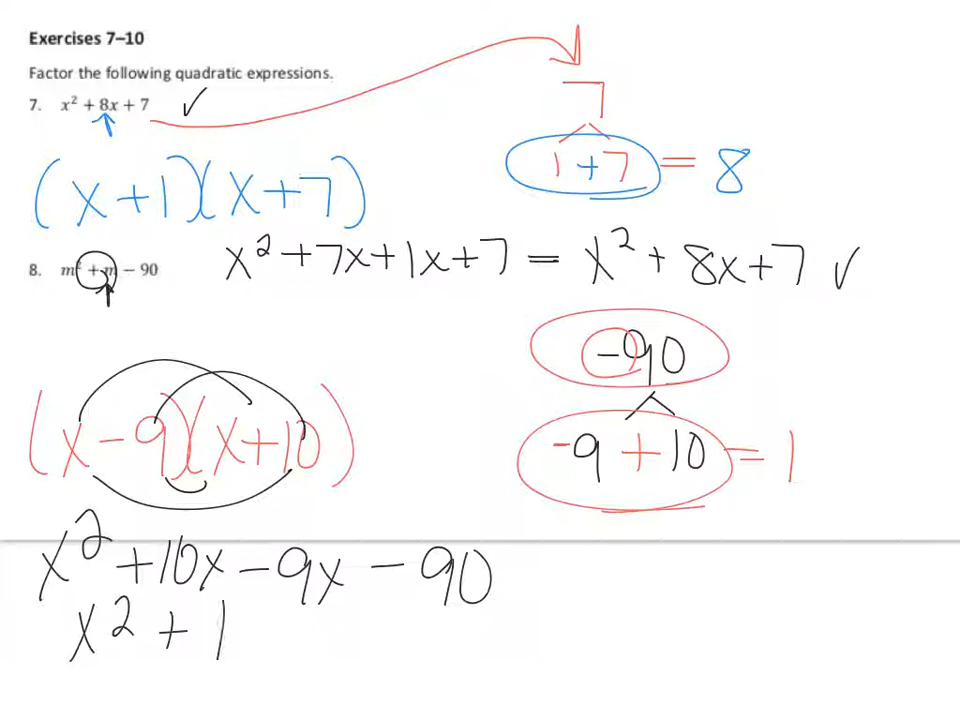 Exercises 7–10
Factor the following quadratic expressions.
7. x² + 8x + 7 ✓
7
1 + 7 = 8
(x + 1)(x + 7)
x² + 7x + 1x + 7 = x² + 8x + 7 ✓
8. m² + m – 90
-90
-9 + 10 = 1
(x - 9)(x + 10)
x² + 10x - 9x - 90
x² + 1